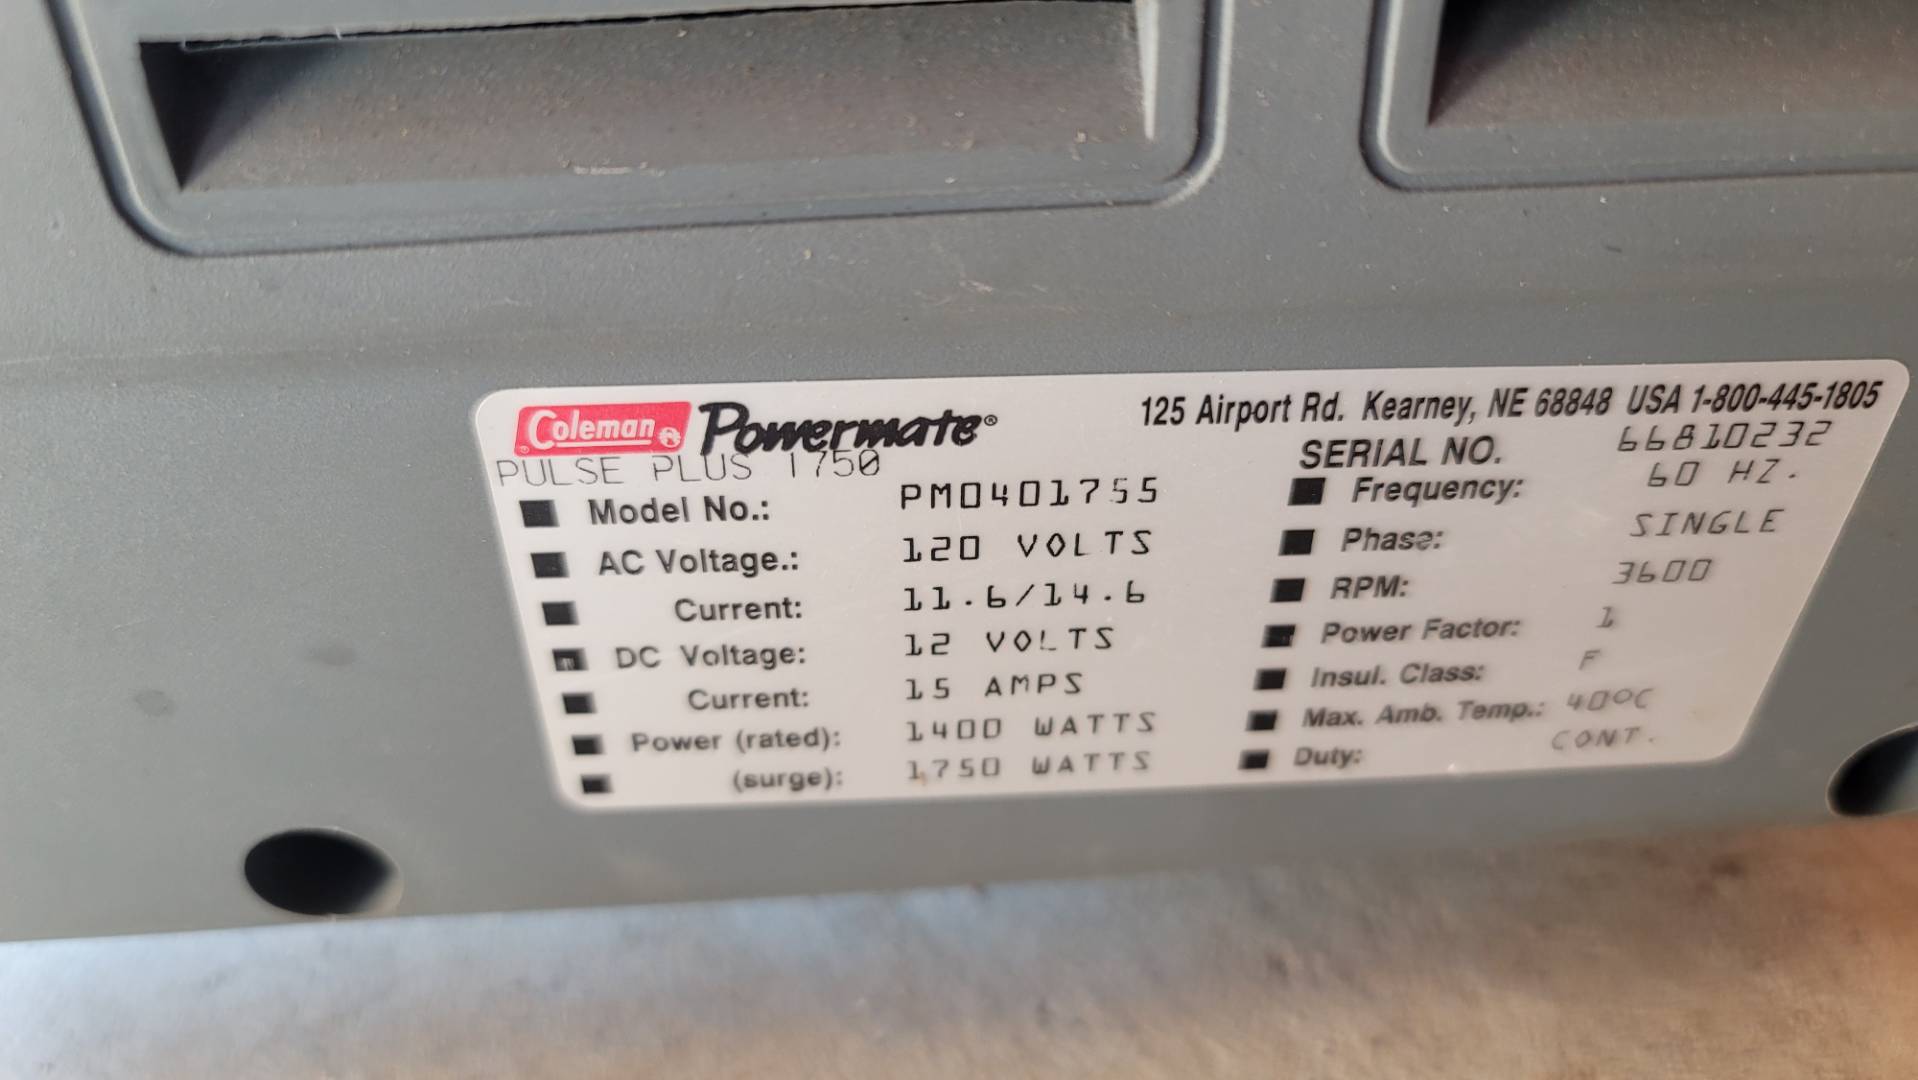 Coleman® Powermate® 125 Airport Rd. Kearney, NE 68848 USA 1-800-445-1805
PULSE PLUS 1750 SERIAL NO. 66810232
Model No.: PM0401755 Frequency: 60 HZ.
AC Voltage.: 120 VOLTS Phase: SINGLE
Current: 11.6/14.6 RPM: 3600
DC Voltage: 12 VOLTS Power Factor: 1
Current: 15 AMPS Insul. Class: F
Power (rated): 1400 WATTS Max. Amb. Temp.: 40°C
(surge): 1750 WATTS Duty: CONT.